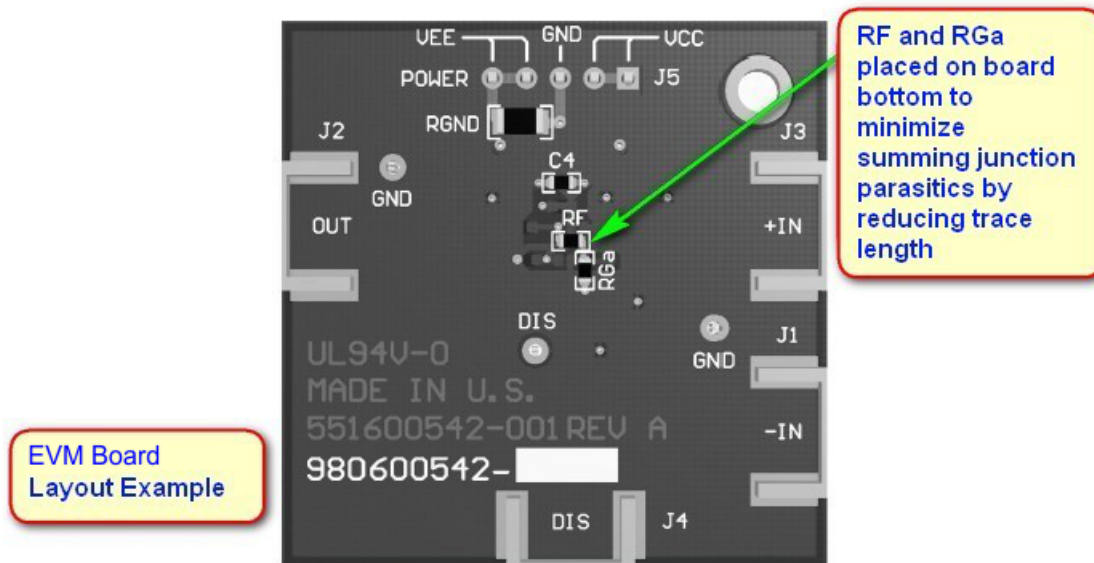 VEE
GND
VCC
POWER
J5
RGND
J2
J3
C4
GND
RF
OUT
+IN
RGa
DIS
J1
GND
UL94V-0
MADE IN U.S.
551600542-001 REV A
-IN
980600542-
DIS
J4
RF and RGa
placed on board
bottom to
minimize
summing junction
parasitics by
reducing trace
length
EVM Board
Layout Example